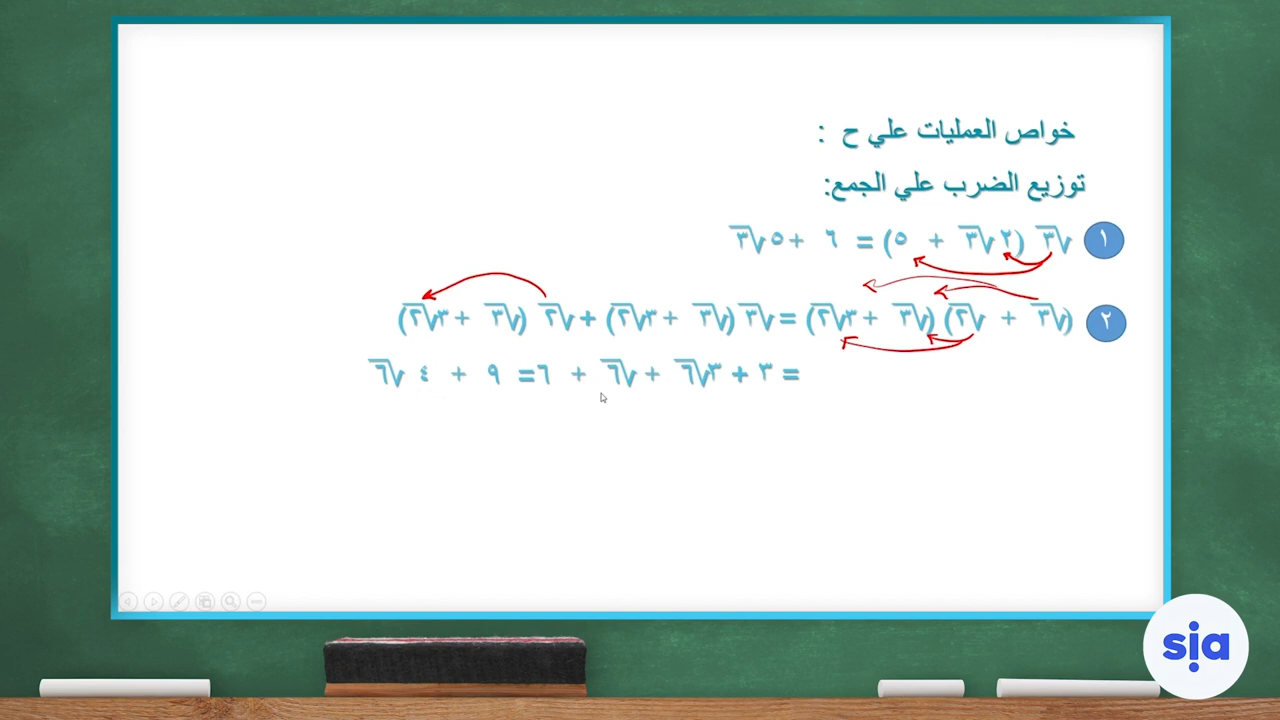 خواص العمليات علي ح :
توزيع الضرب علي الجمع:
١ √٣ (٢√٣ + ٥) = ٦ + ٥√٣
٢ (√٣ + √٢) (√٣ + ٣√٢) = √٣ (√٣ + ٣√٢) + √٢ (√٣ + ٣√٢)
= ٣ + ٣√٦ + √٦ + ٦ = ٩ + ٤ √٦
sia